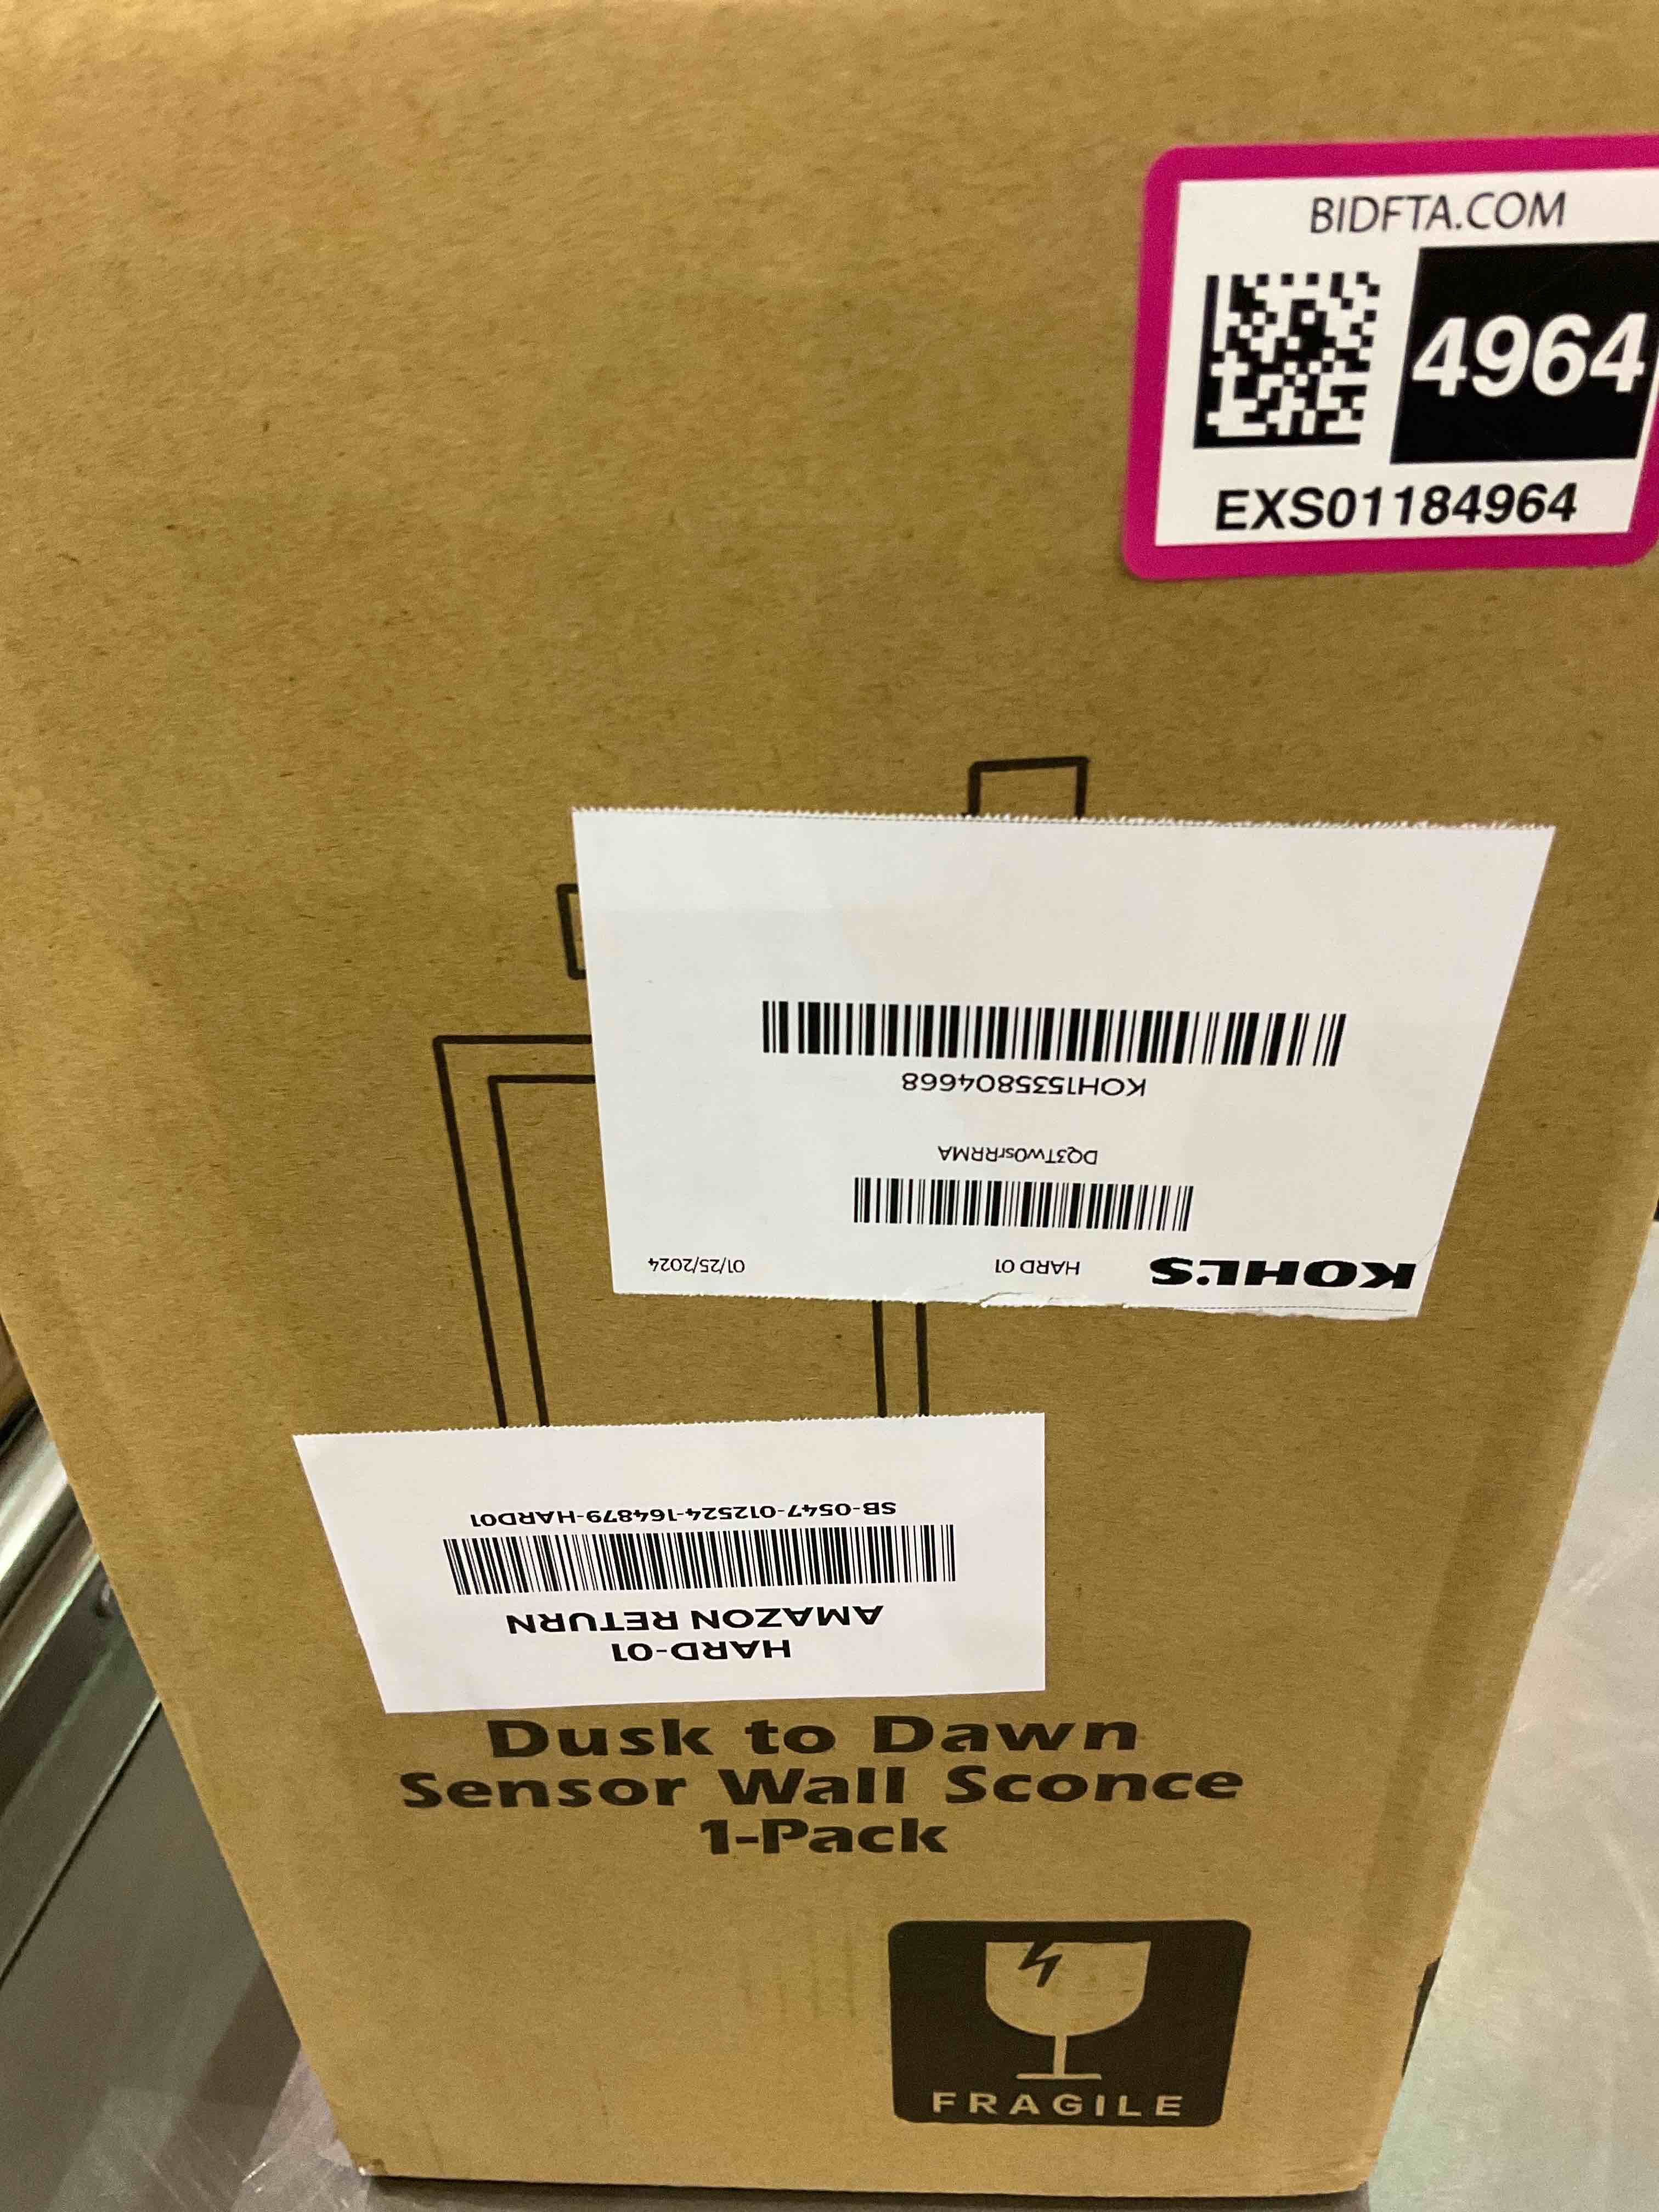 BIDFTA.COM
4964
EXS01184964
KOHL'S
HARD 01
01/25/2024
DQ3Tw0srRRMA
KOH1535804668
HARD-01
AMAZON RETURN
SB-0547-012524-164879-HARD01
Dusk to Dawn
Sensor Wall Sconce
1-Pack
FRAGILE